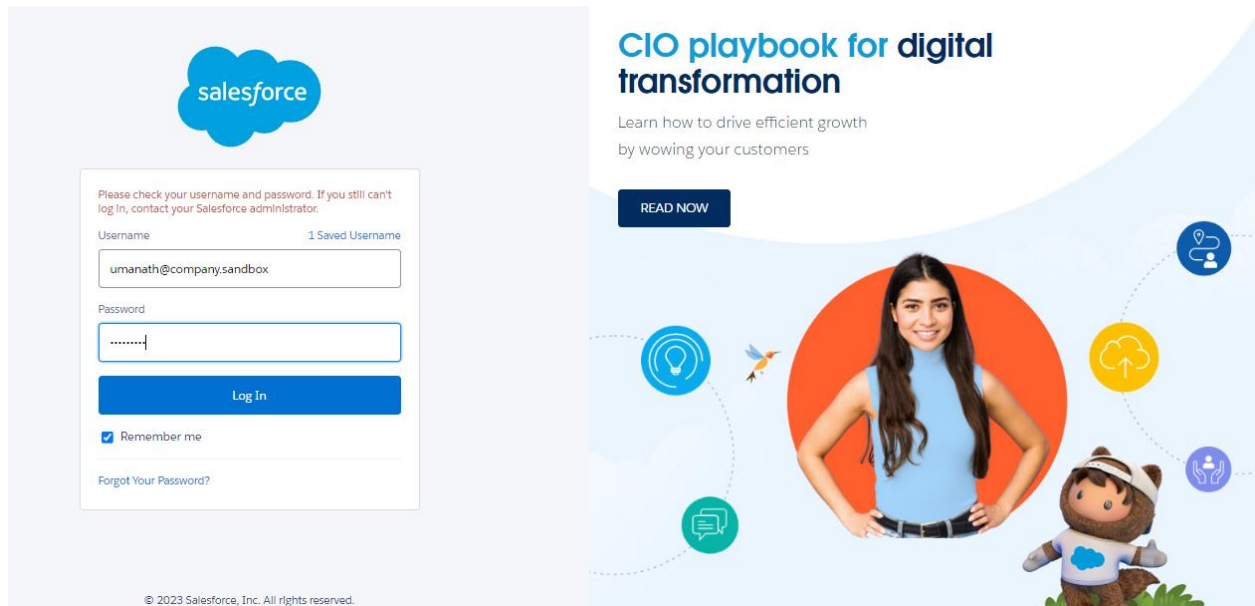 salesforce
Please check your username and password. If you still can't
log in, contact your Salesforce administrator.
Username
1 Saved Username
umanath@company.sandbox
Password
Log In
Remember me
Forgot Your Password?
© 2023 Salesforce, Inc. All rights reserved.
CIO playbook for digital
transformation
Learn how to drive efficient growth
by wowing your customers
READ NOW